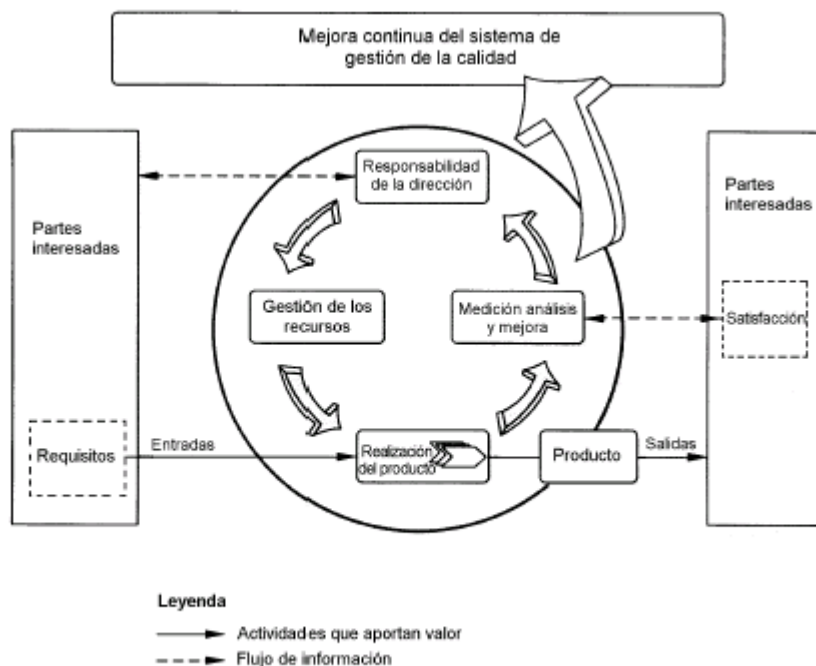 Mejora continua del sistema de
gestión de la calidad
Responsabilidad
de la dirección
Partes
interesadas
Partes
interesadas
Gestión de los
recursos
Medición análisis
y mejora
Satisfacción
Requisitos
Entradas
Realización
del producto
Producto
Salidas
Leyenda
Actividades que aportan valor
Flujo de información